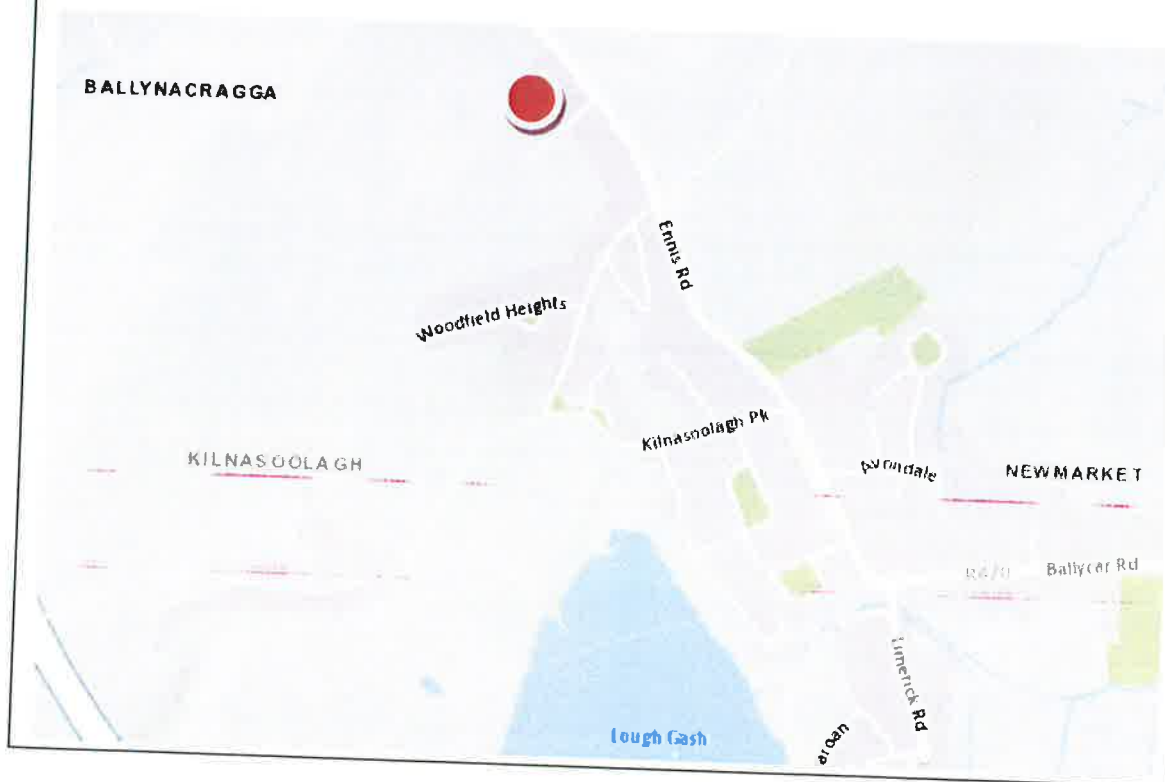 BALLYNACRAGGA
Ennis Rd
Woodfield Heights
Kilnasoolagh Pk
KILNASOOLAGH
Avondale
NEWMARKET
Ballycar Rd
Limerick Rd
Lough Gash